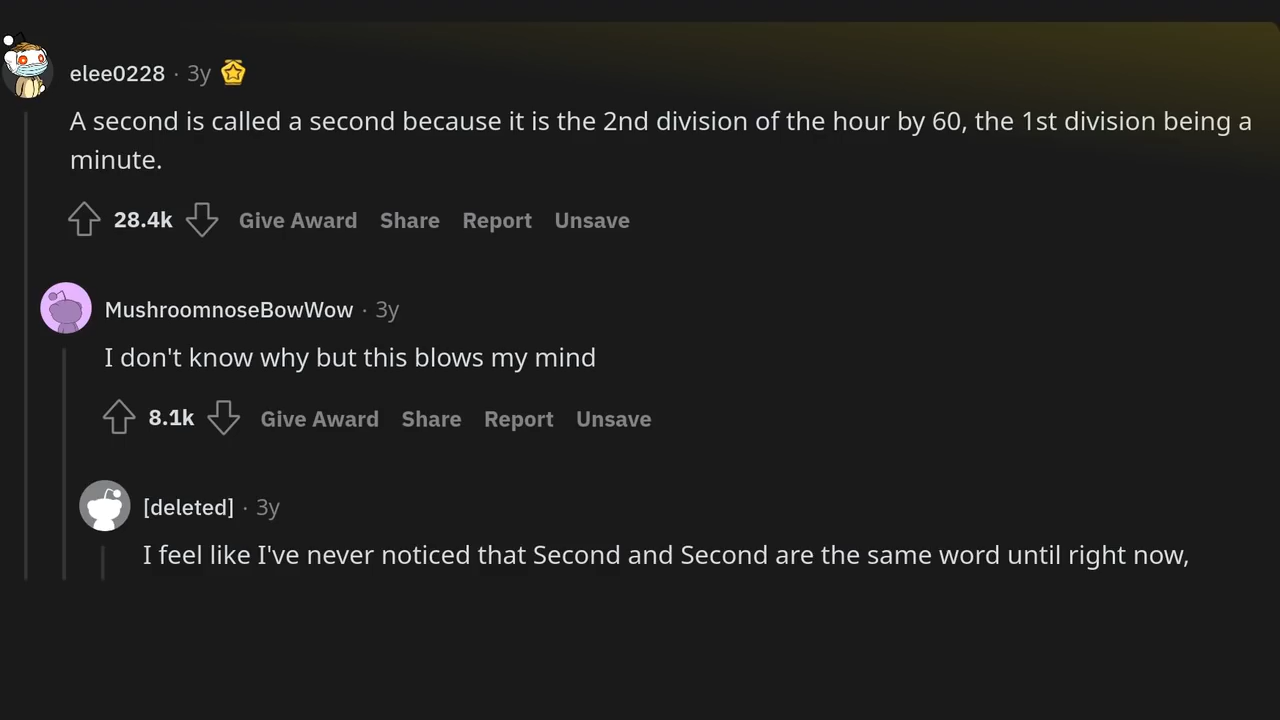 elee0228 · 3y
A second is called a second because it is the 2nd division of the hour by 60, the 1st division being a
minute.
28.4k Give Award Share Report Unsave
MushroomnoseBowWow · 3y
I don't know why but this blows my mind
8.1k Give Award Share Report Unsave
[deleted] · 3y
I feel like I've never noticed that Second and Second are the same word until right now,